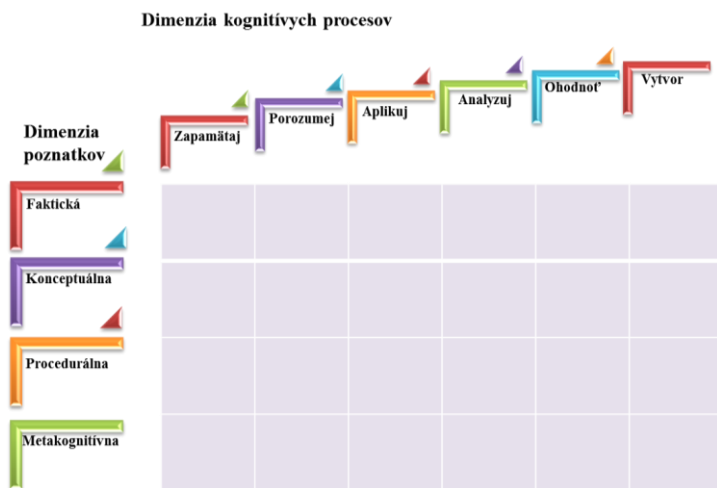 Dimenzia kognitívych procesov
Zapamätaj
Porozumej
Aplikuj
Analyzuj
Ohodnoť
Vytvor
Dimenzia
poznatkov
Faktická
Konceptuálna
Procedurálna
Metakognitívna